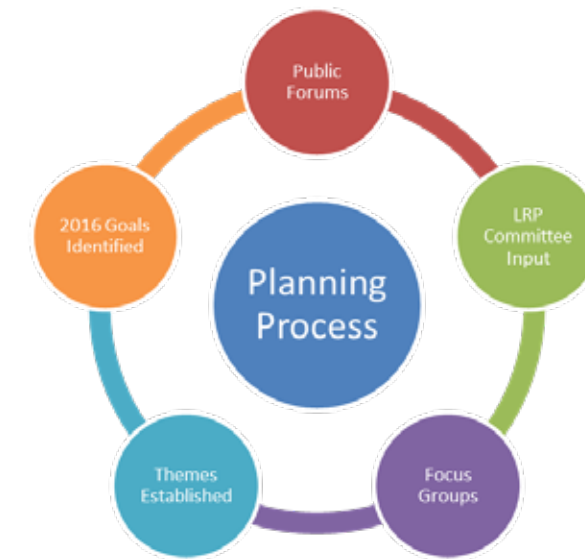 Public
Forums
LRP
Committee
Input
Focus
Groups
Themes
Established
2016 Goals
Identified
Planning
Process